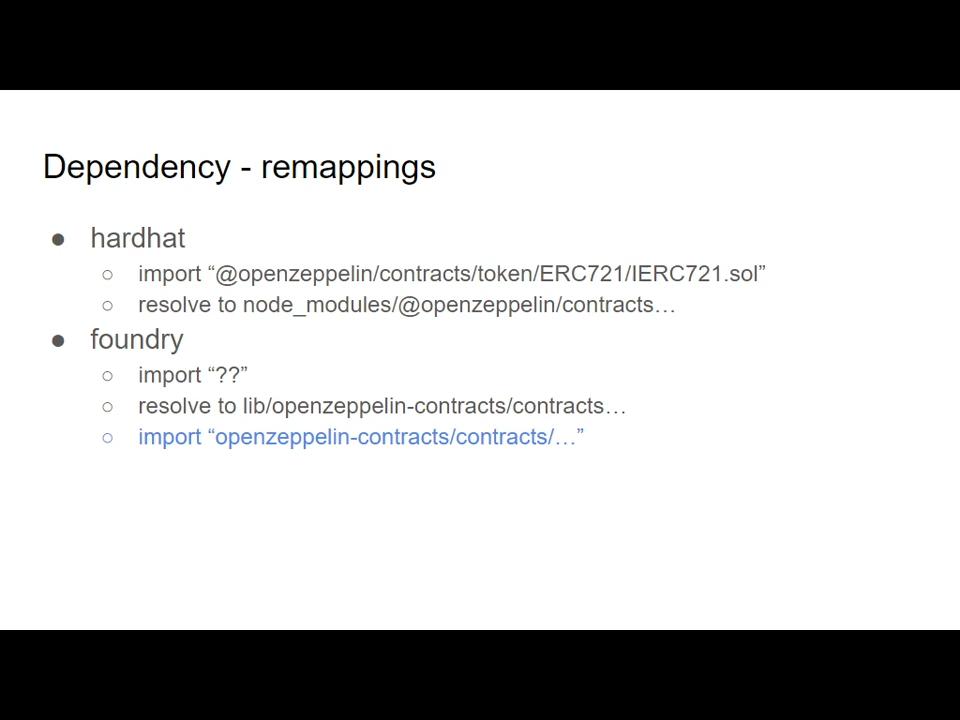 Dependency - remappings
● hardhat
○ import “@openzeppelin/contracts/token/ERC721/IERC721.sol”
○ resolve to node_modules/@openzeppelin/contracts…
● foundry
○ import “??”
○ resolve to lib/openzeppelin-contracts/contracts…
○ import “openzeppelin-contracts/contracts/…”